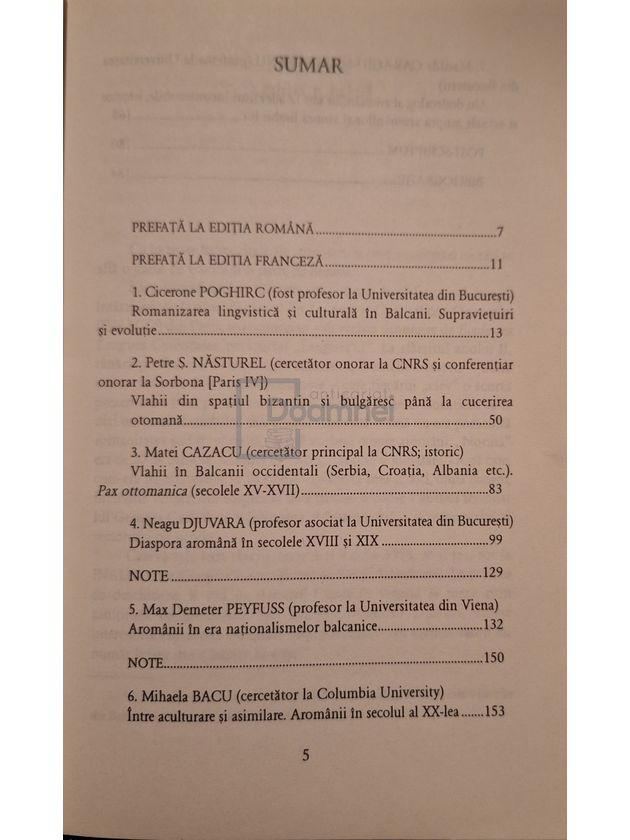 SUMAR
PREFAȚĂ LA EDITIA ROMÂNĂ...7
PREFAȚĂ LA EDITIA FRANCEZĂ...11
1. Cicerone POGHIRC (fost profesor la Universitatea din București)
Romanizarea lingvistică și culturală în Balcani. Supravietuiri
și evoluție...13
2. Petre Ș. NĂSTUREL (cercetător onorar la CNRS și conferențiar
onorar la Sorbona [Paris IV])
Vlahii din spațiul bizantin și bulgăresc până la cucerirea
otomană...50
3. Matei CAZACU (cercetător principal la CNRS; istoric)
Vlahii în Balcanii occidentali (Serbia, Croația, Albania etc.).
Pax ottomanica (secolele XV-XVII)...83
4. Neagu DJUVARA (profesor asociat la Universitatea din București)
Diaspora aromână în secolele XVIII și XIX...99
NOTE...129
5. Max Demeter PEYFUSS (profesor la Universitatea din Viena)
Aromânii în era naționalismelor balcanice...132
NOTE...150
6. Mihaela BACU (cercetător la Columbia University)
Între aculturare și asimilare. Aromânii în secolul al XX-lea...153
5
antcariat
Doamnei